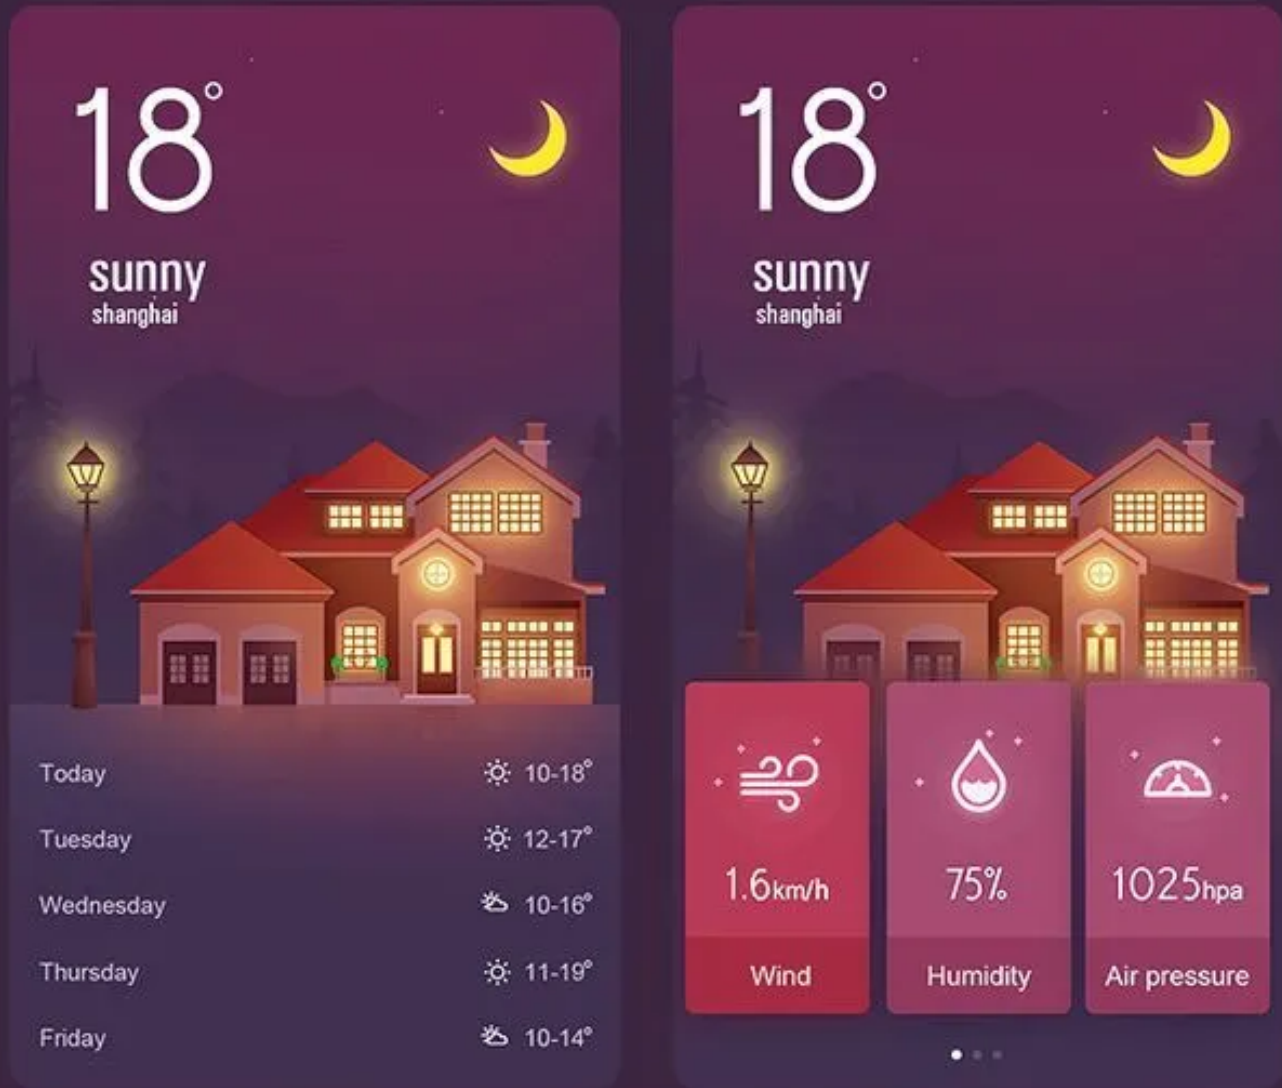 18°
sunny
shanghai
Today 10-18°
Tuesday 12-17°
Wednesday 10-16°
Thursday 11-19°
Friday 10-14°
18°
sunny
shanghai
1.6km/h 75% 1025hpa
Wind Humidity Air pressure